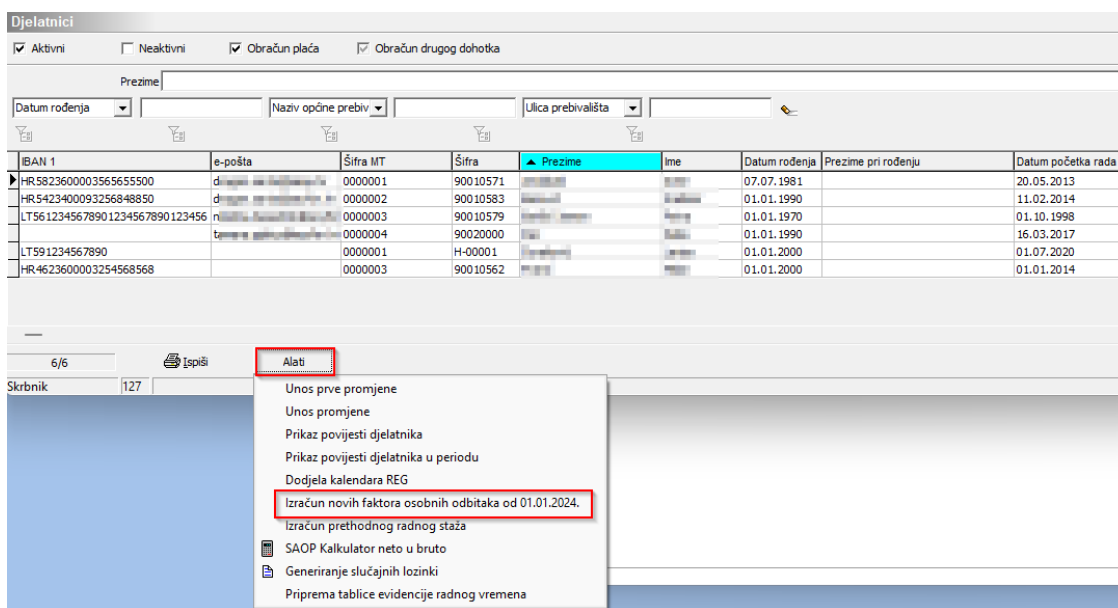 Djelatnici
Aktivni Neaktivni Obračun plaća Obračun drugog dohotka
Prezime
Datum rođenja Naziv općine prebiv Ulica prebivališta
IBAN 1 e-pošta Šifra MT Šifra Prezime Ime Datum rođenja Prezime pri rođenju Datum početka rada
HR5823600003565655500 0000001 90010571 07.07.1981 20.05.2013
HR5423400093256848850 0000002 90010583 01.01.1990 11.02.2014
LT561234567890123456789012345​6 0000003 90010579 01.01.1970 01.10.1998
0000004 90020000 01.01.1990 16.03.2017
LT591234567890 0000001 H-00001 01.01.2000 01.07.2020
HR4623600003254568568 0000003 90010562 01.01.2000 01.01.2014
6/6 Ispiši Alati
Skrbnik 127
Unos prve promjene
Unos promjene
Prikaz povijesti djelatnika
Prikaz povijesti djelatnika u periodu
Dodjela kalendara REG
Izračun novih faktora osobnih odbitaka od 01.01.2024.
Izračun prethodnog radnog staža
SAOP Kalkulator neto u bruto
Generiranje slučajnih lozinki
Priprema tablice evidencije radnog vremena